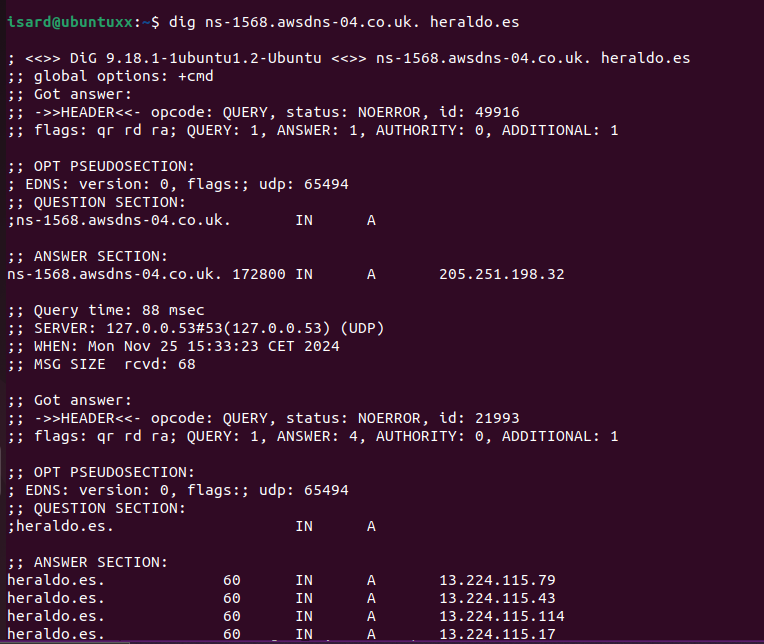 isard@ubuntuxx:~$ dig ns-1568.awsdns-04.co.uk. heraldo.es

; <<>> DiG 9.18.1-1ubuntu1.2-Ubuntu <<>> ns-1568.awsdns-04.co.uk. heraldo.es
;; global options: +cmd
;; Got answer:
;; ->>HEADER<<- opcode: QUERY, status: NOERROR, id: 49916
;; flags: qr rd ra; QUERY: 1, ANSWER: 1, AUTHORITY: 0, ADDITIONAL: 1

;; OPT PSEUDOSECTION:
; EDNS: version: 0, flags:; udp: 65494
;; QUESTION SECTION:
;ns-1568.awsdns-04.co.uk.       IN      A

;; ANSWER SECTION:
ns-1568.awsdns-04.co.uk. 172800 IN      A       205.251.198.32

;; Query time: 88 msec
;; SERVER: 127.0.0.53#53(127.0.0.53) (UDP)
;; WHEN: Mon Nov 25 15:33:23 CET 2024
;; MSG SIZE  rcvd: 68

;; Got answer:
;; ->>HEADER<<- opcode: QUERY, status: NOERROR, id: 21993
;; flags: qr rd ra; QUERY: 1, ANSWER: 4, AUTHORITY: 0, ADDITIONAL: 1

;; OPT PSEUDOSECTION:
; EDNS: version: 0, flags:; udp: 65494
;; QUESTION SECTION:
;heraldo.es.                    IN      A

;; ANSWER SECTION:
heraldo.es.             60      IN      A       13.224.115.79
heraldo.es.             60      IN      A       13.224.115.43
heraldo.es.             60      IN      A       13.224.115.114
heraldo.es.             60      IN      A       13.224.115.17